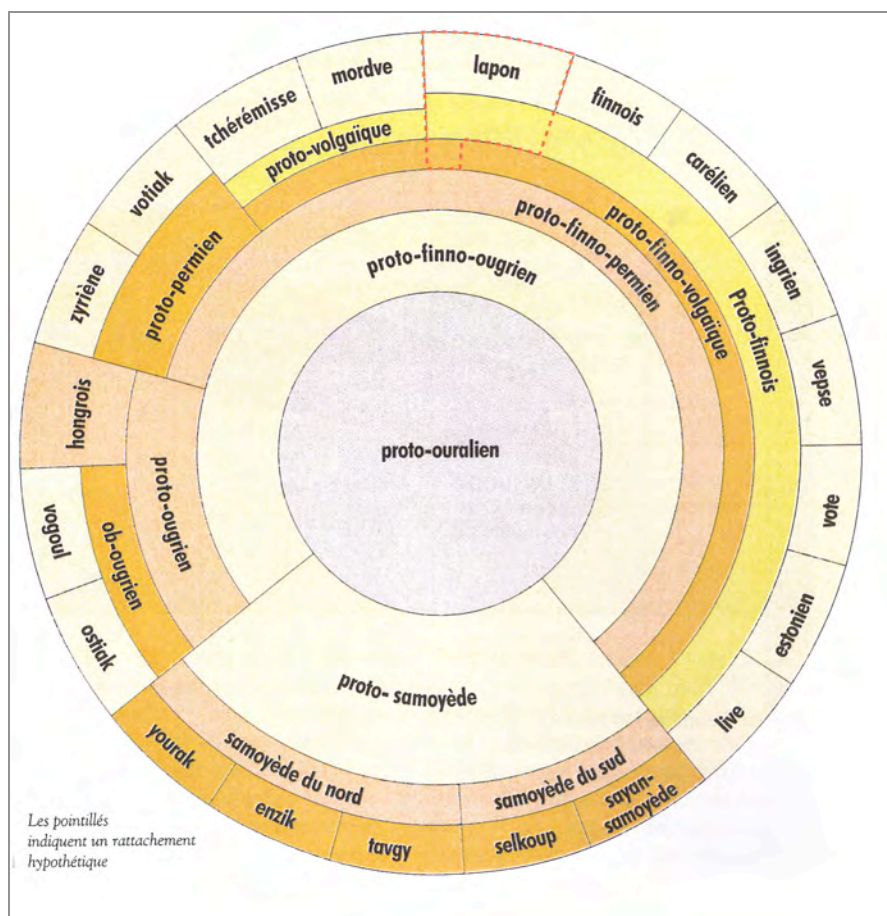 mordve
lapon
finnois
carélien
ingrien
vepse
vote
estonien
live
tchérémisse
votiak
zyriène
hongrois
vogoul
ostiak
yourak
enzik
tavgy
selkoup
sayan-
samoyède
proto-volgaïque
proto-permien
proto-finno-ougrien
proto-finno-permien
proto-finno-volgaïque
Proto-finnois
proto-ouralien
proto-ougrien
ob-ougrien
proto- samoyède
samoyède du nord
samoyède du sud
Les pointillés
indiquent un rattachement
hypothétique